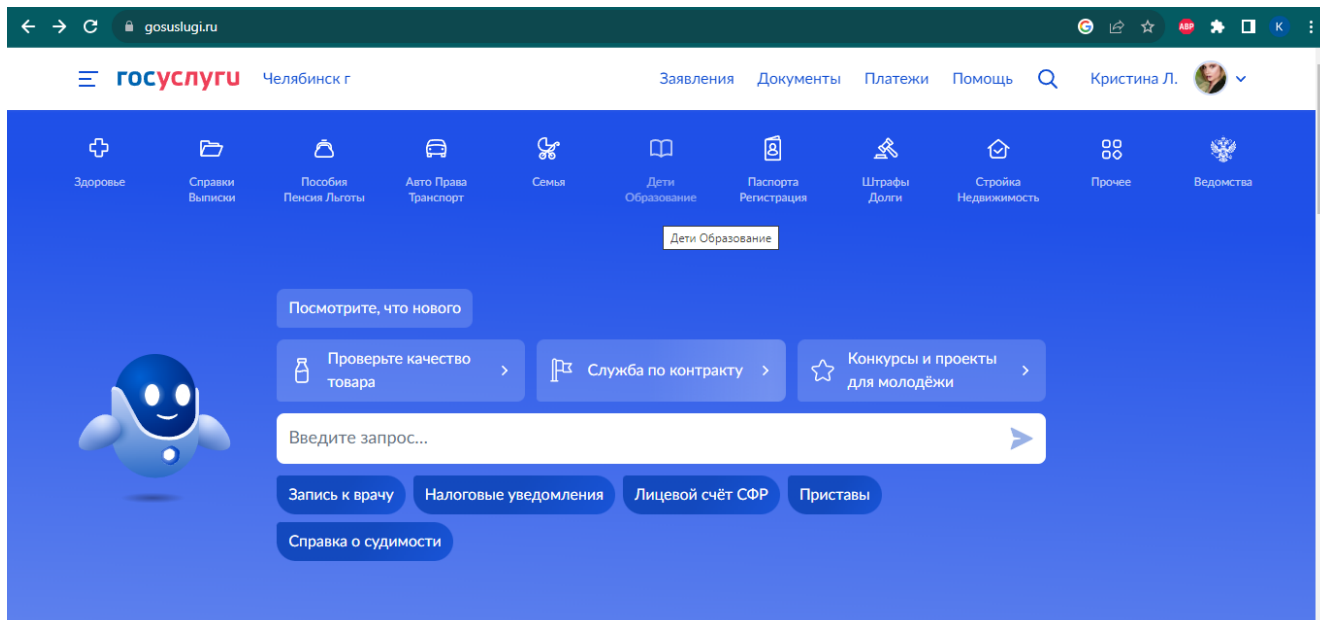 gosuslugi.ru
ABP
K
госуслуги
Челябинск г
Заявления Документы Платежи Помощь
Кристина Л.
Здоровье
Справки
Выписки
Пособия
Пенсия Льготы
Авто Права
Транспорт
Семья
Дети
Образование
Паспорта
Регистрация
Штрафы
Долги
Стройка
Недвижимость
Прочее
Ведомства
Дети Образование
Посмотрите, что нового
Проверьте качество
товара
Служба по контракту
Конкурсы и проекты
для молодёжи
Введите запрос...
Запись к врачу
Налоговые уведомления
Лицевой счёт СФР
Приставы
Справка о судимости